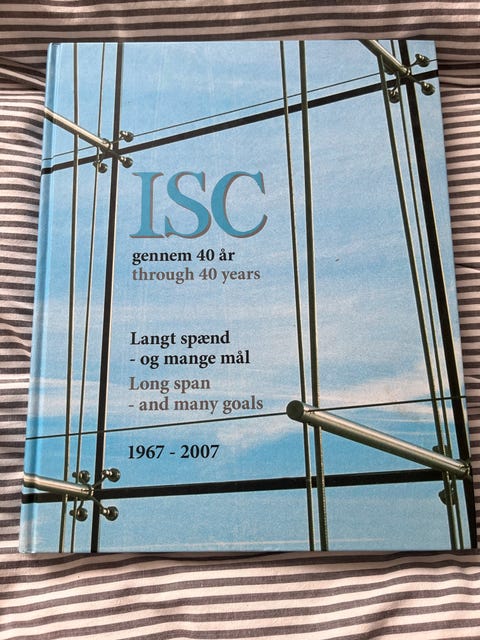 ISC
gennem 40 år
through 40 years
Langt spænd
- og mange mål
Long span
- and many goals
1967 - 2007